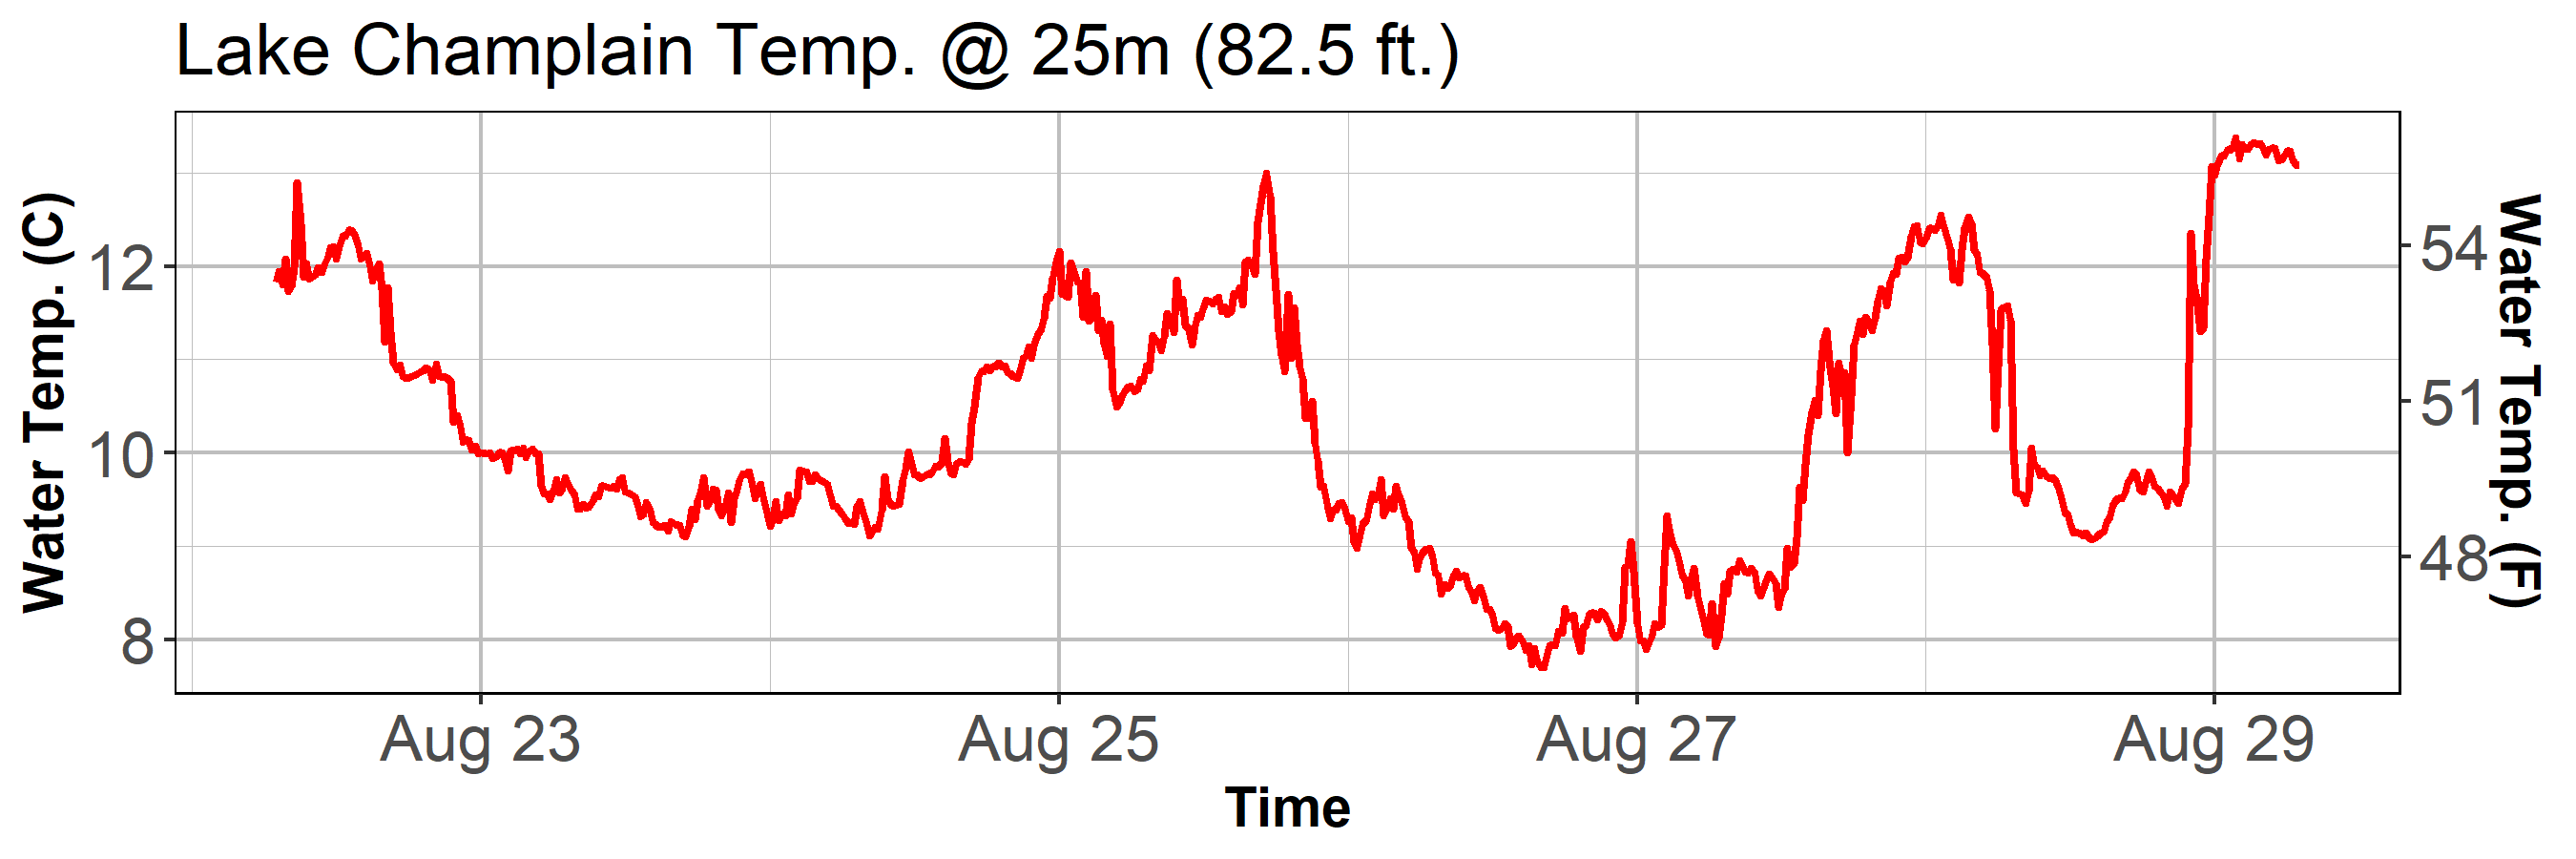 Lake Champlain Temp. @ 25m (82.5 ft.)
Water Temp. (C)
12
10
8
54
51
48
Water Temp. (F)
Aug 23
Aug 25
Aug 27
Aug 29
Time